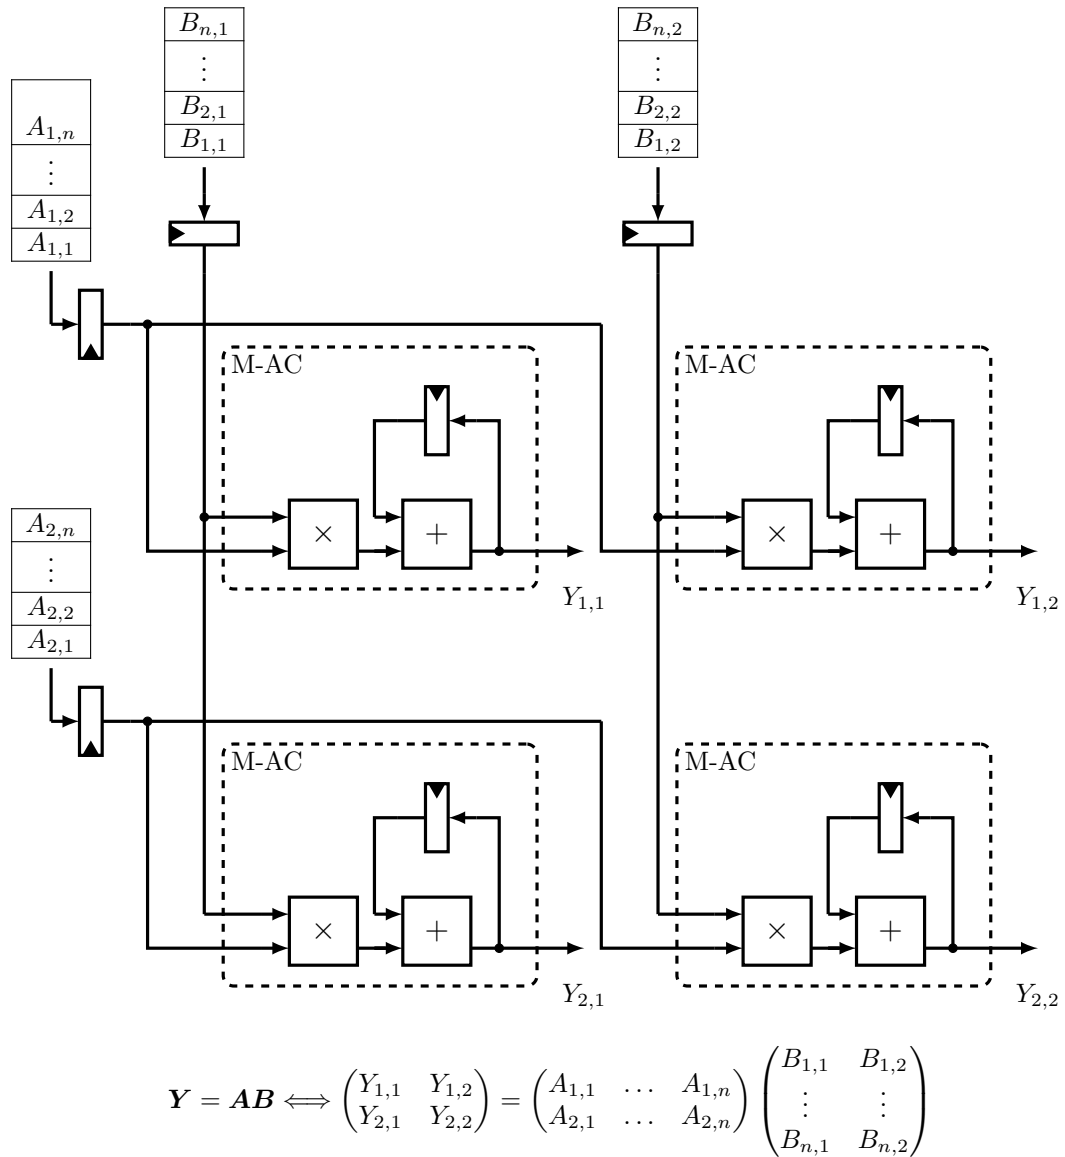 B_{n,1}
⋮
B_{2,1}
B_{1,1}
B_{n,2}
⋮
B_{2,2}
B_{1,2}
A_{1,n}
⋮
A_{1,2}
A_{1,1}
M-AC
×
+
Y_{1,1}
M-AC
×
+
Y_{1,2}
A_{2,n}
⋮
A_{2,2}
A_{2,1}
M-AC
×
+
Y_{2,1}
M-AC
×
+
Y_{2,2}
Y = AB ⟺ (Y_{1,1} Y_{1,2}; Y_{2,1} Y_{2,2}) = (A_{1,1} … A_{1,n}; A_{2,1} … A_{2,n}) (B_{1,1} B_{1,2}; ⋮ ⋮; B_{n,1} B_{n,2})